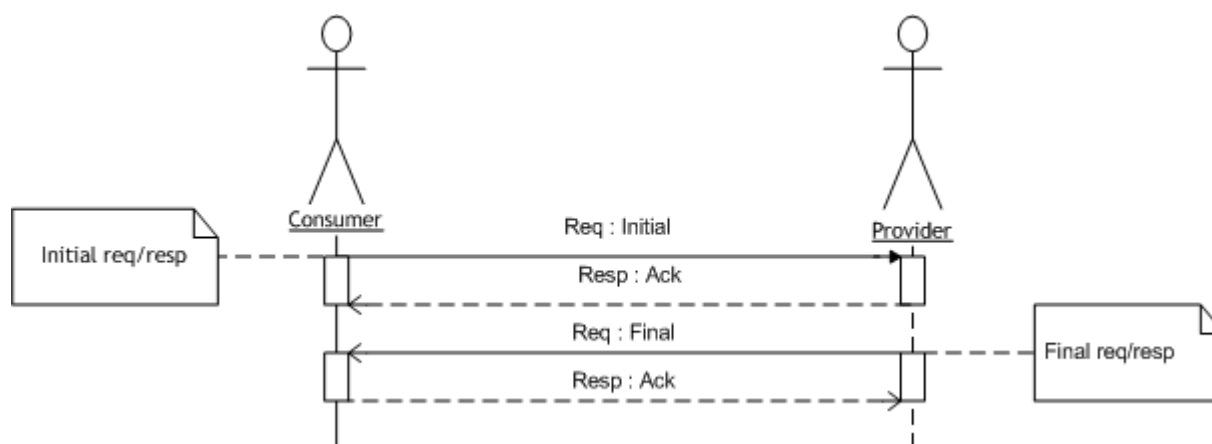 Consumer
Provider
Req : Initial
Initial req/resp
Resp : Ack
Req : Final
Final req/resp
Resp : Ack